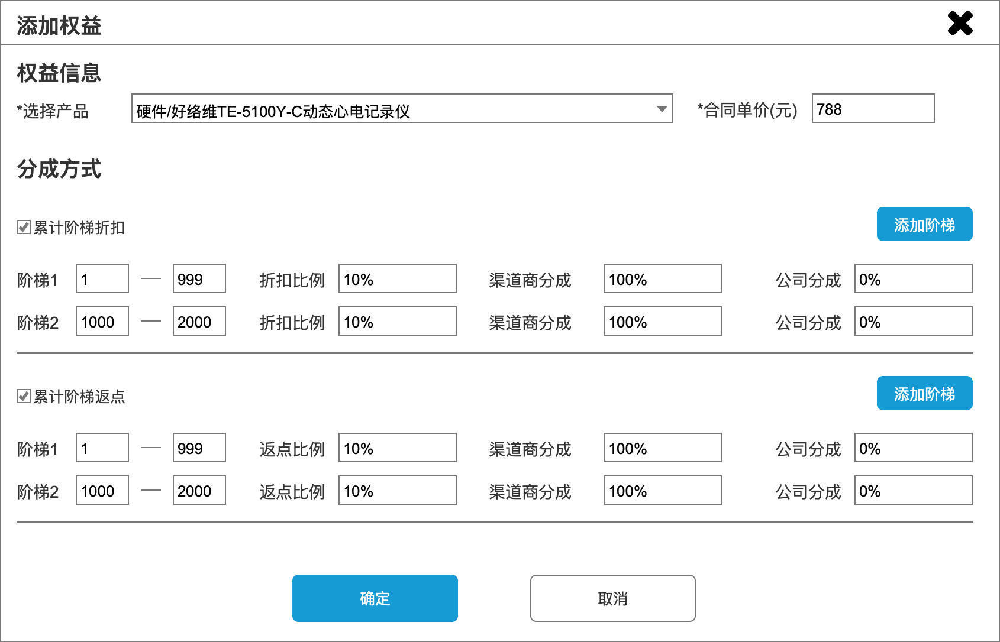 添加权益
权益信息
*选择产品 硬件/好络维TE-5100Y-C动态心电记录仪 *合同单价(元) 788
分成方式
累计阶梯折扣 添加阶梯
阶梯1 1 — 999 折扣比例 10% 渠道商分成 100% 公司分成 0%
阶梯2 1000 — 2000 折扣比例 10% 渠道商分成 100% 公司分成 0%
累计阶梯返点 添加阶梯
阶梯1 1 — 999 返点比例 10% 渠道商分成 100% 公司分成 0%
阶梯2 1000 — 2000 返点比例 10% 渠道商分成 100% 公司分成 0%
确定 取消